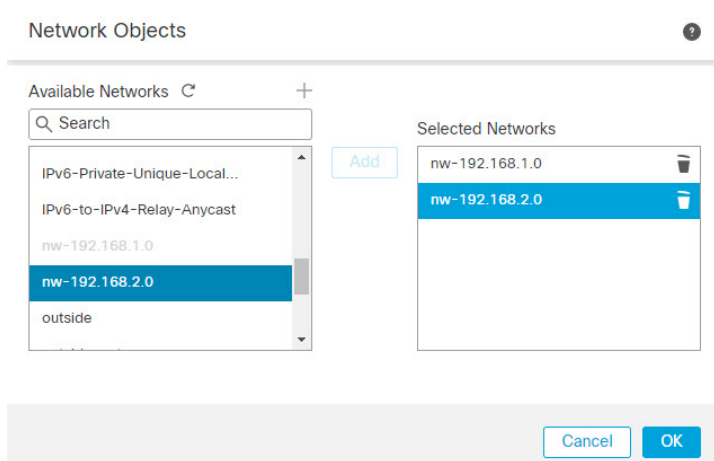 Network Objects
?
Available Networks
Search
IPv6-Private-Unique-Local...
IPv6-to-IPv4-Relay-Anycast
nw-192.168.1.0
nw-192.168.2.0
outside
Add
Selected Networks
nw-192.168.1.0
nw-192.168.2.0
Cancel
OK